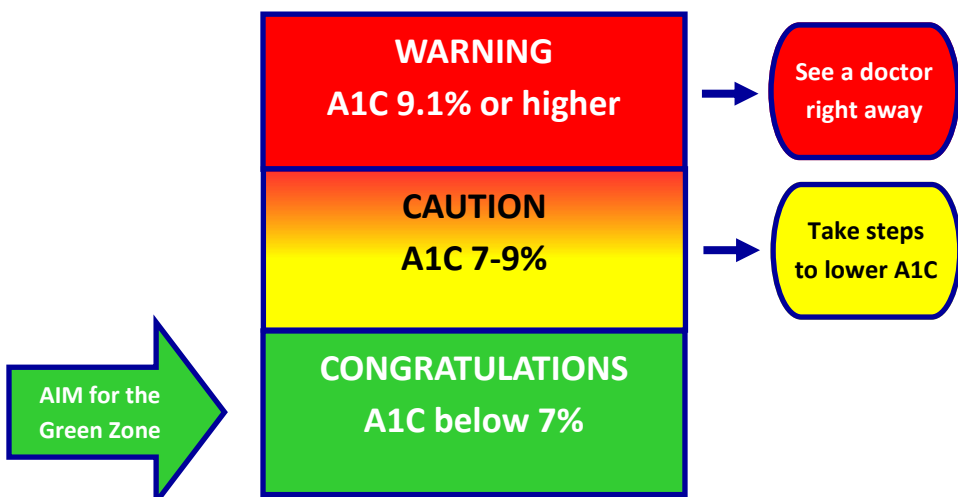 WARNING
A1C 9.1% or higher
See a doctor
right away
CAUTION
A1C 7-9%
Take steps
to lower A1C
AIM for the
Green Zone
CONGRATULATIONS
A1C below 7%